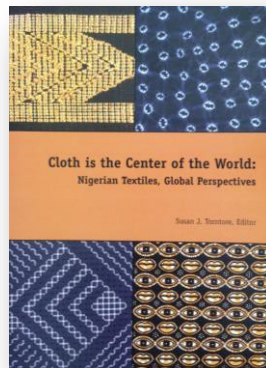 Cloth is the Center of the World:
Nigerian Textiles, Global Perspectives
Susan J. Torntore, Editor